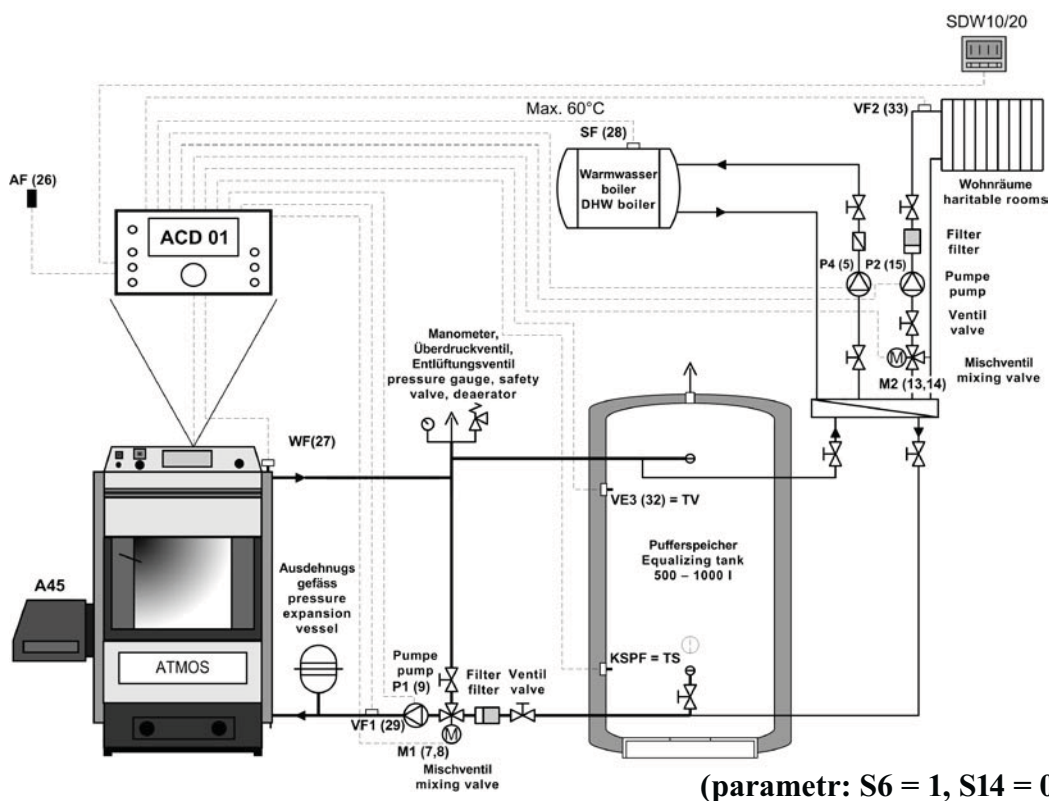 SDW10/20
Max. 60°C
VF2 (33)
SF (28)
AF (26)
Warmwasser
boiler
DHW boiler
Wohnräume
haritable rooms
ACD 01
Filter
filter
P4 (5)
P2 (15)
Pumpe
pump
Ventil
valve
Manometer,
Überdruckventil,
Entlüftungsventil
pressure gauge, safety
valve, deaerator
M
M2 (13,14)
Mischventil
mixing valve
WF(27)
VE3 (32) = TV
Pufferspeicher
Equalizing tank
500 – 1000 l
Ausdehnugs
gefäss
pressure
expansion
vessel
A45
ATMOS
KSPF = TS
Pumpe
pump
P1 (9)
Filter
filter
Ventil
valve
VF1 (29)
M
M1 (7,8)
Mischventil
mixing valve
(parametr: S6 = 1, S14 = 0